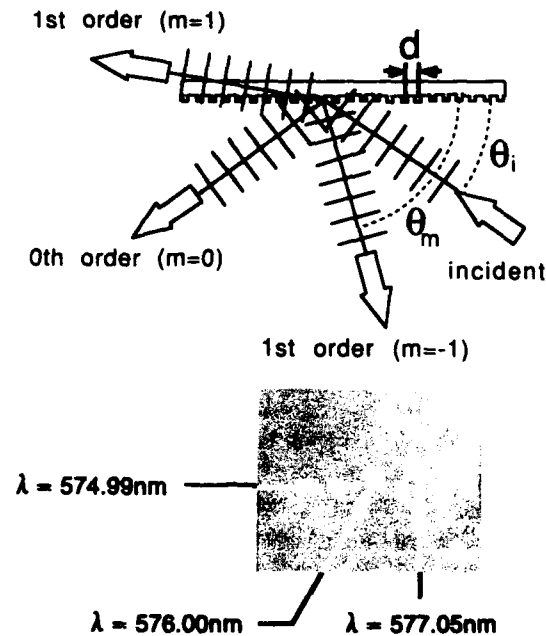 1st order (m=1)
d
θi
θm
0th order (m=0)
incident
1st order (m=-1)
λ = 574.99nm
λ = 576.00nm
λ = 577.05nm